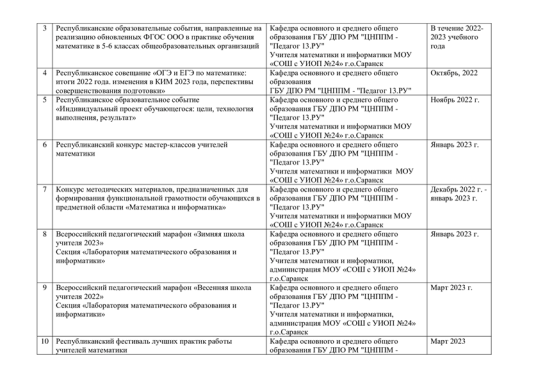 3
Республиканские образовательные события, направленные на
реализацию обновленных ФГОС ООО в практике обучения
математике в 5-6 классах общеобразовательных организаций
Кафедра основного и среднего общего
образования ГБУ ДПО РМ "ЦНППМ -
"Педагог 13.РУ"
Учителя математики и информатики МОУ
«СОШ с УИОП №24» г.о.Саранск
В течение 2022-
2023 учебного
года
4
Республиканское совещание «ОГЭ и ЕГЭ по математике:
итоги 2022 года. изменения в КИМ 2023 года, перспективы
совершенствования подготовки»
Кафедра основного и среднего общего
образования
ГБУ ДПО РМ "ЦНППМ - "Педагог 13.РУ"
Октябрь, 2022
5
Республиканское образовательное событие
«Индивидуальный проект обучающегося: цели, технология
выполнения, результат»
Кафедра основного и среднего общего
образования ГБУ ДПО РМ "ЦНППМ -
"Педагог 13.РУ"
Учителя математики и информатики МОУ
«СОШ с УИОП №24» г.о.Саранск
Ноябрь 2022 г.
6
Республиканский конкурс мастер-классов учителей
математики
Кафедра основного и среднего общего
образования ГБУ ДПО РМ "ЦНППМ -
"Педагог 13.РУ"
Учителя математики и информатики МОУ
«СОШ с УИОП №24» г.о.Саранск
Январь 2023 г.
7
Конкурс методических материалов, предназначенных для
формирования функциональной грамотности обучающихся в
предметной области «Математика и информатика»
Кафедра основного и среднего общего
образования ГБУ ДПО РМ "ЦНППМ -
"Педагог 13.РУ"
Учителя математики и информатики МОУ
«СОШ с УИОП №24» г.о.Саранск
Декабрь 2022 г. -
январь 2023 г.
8
Всероссийский педагогический марафон «Зимняя школа
учителя 2023»
Секция «Лаборатория математического образования и
информатики»
Кафедра основного и среднего общего
образования ГБУ ДПО РМ "ЦНППМ -
"Педагог 13.РУ"
Учителя математики и информатики,
администрация МОУ «СОШ с УИОП №24»
г.о.Саранск
Январь 2023 г.
9
Всероссийский педагогический марафон «Весенняя школа
учителя 2022»
Секция «Лаборатория математического образования и
информатики»
Кафедра основного и среднего общего
образования ГБУ ДПО РМ "ЦНППМ -
"Педагог 13.РУ"
Учителя математики и информатики,
администрация МОУ «СОШ с УИОП №24»
г.о.Саранск
Март 2023 г.
10
Республиканский фестиваль лучших практик работы
учителей математики
Кафедра основного и среднего общего
образования ГБУ ДПО РМ "ЦНППМ -
Март 2023